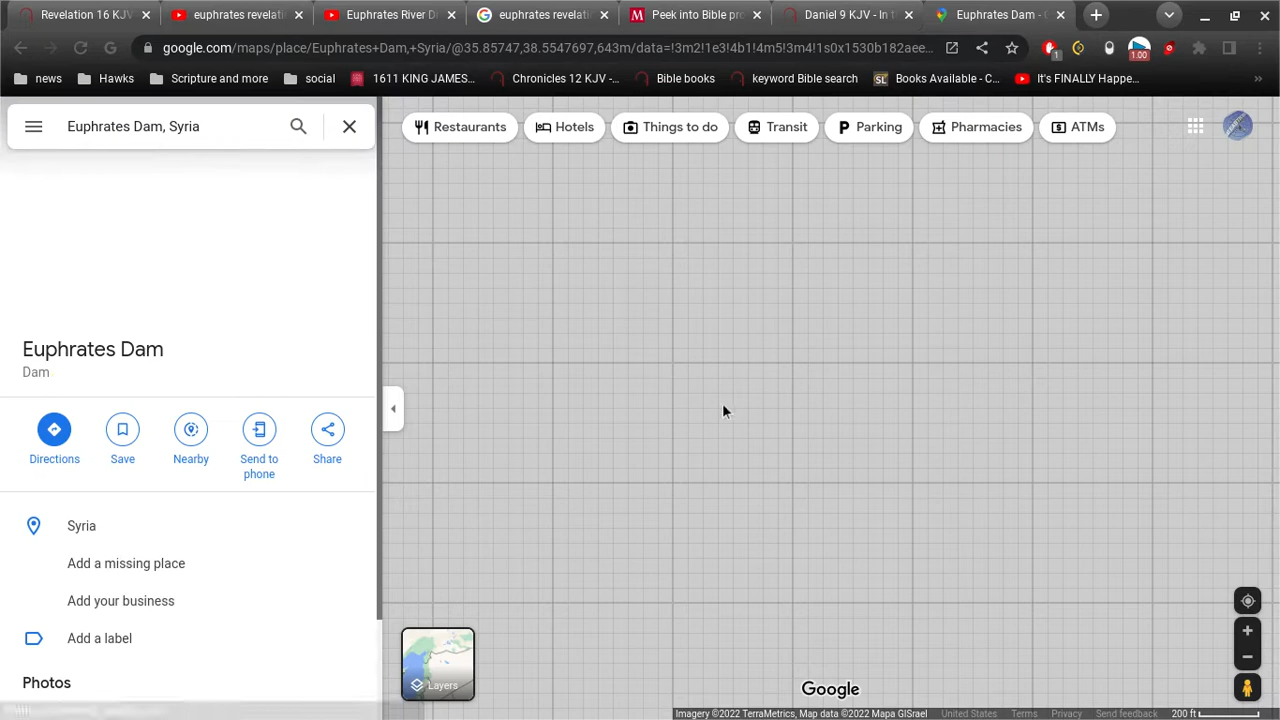 Revelation 16 KJV
euphrates revelati
Euphrates River D
euphrates revelati
Peek into Bible pro
Daniel 9 KJV - In t
Euphrates Dam - G
google.com/maps/place/Euphrates+Dam,+Syria/@35.85747,38.5547697,643m/data=!3m2!1e3!4b1!4m5!3m4!1s0x1530b182aee...
1
1.00
news
Hawks
Scripture and more
social
1611 KING JAMES...
Chronicles 12 KJV -...
Bible books
keyword Bible search
SL
Books Available - C...
It's FINALLY Happe...
»
Euphrates Dam, Syria
Restaurants
Hotels
Things to do
Transit
Parking
Pharmacies
ATMs
Euphrates Dam
Dam
Directions
Save
Nearby
Send to
phone
Share
Syria
Add a missing place
Add your business
Add a label
Photos
Layers
Google
Imagery ©2022 TerraMetrics, Map data ©2022 Mapa GISrael United States Terms Privacy Send feedback 200 ft